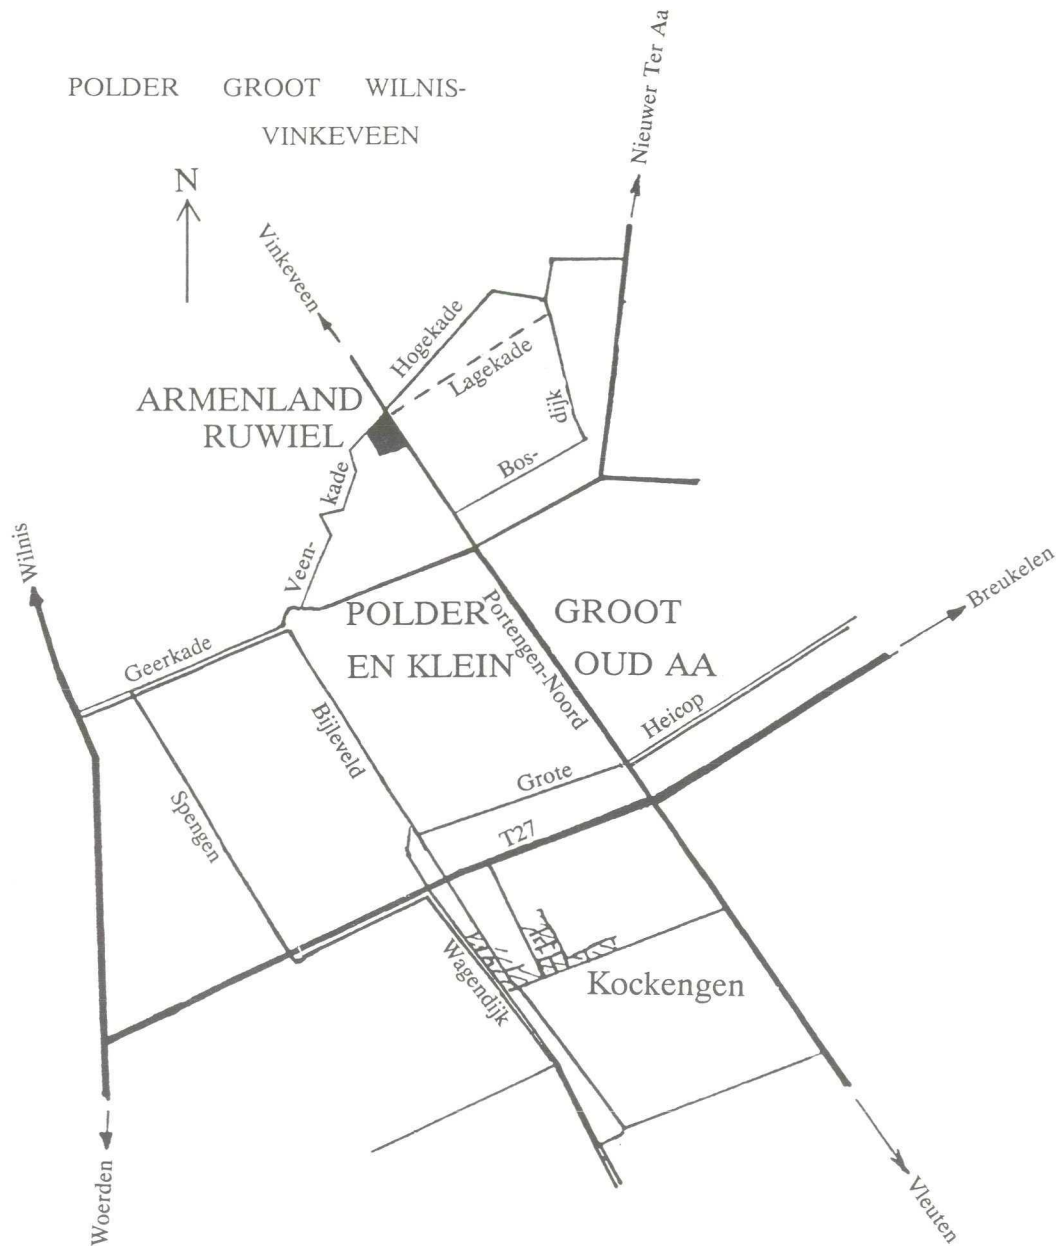 POLDER GROOT WILNIS-
VINKEVEEN
N
Nieuwer Ter Aa
Vinkeveen
Hogekade
Lagekade
ARMENLAND
RUWIEL
Bos-
dijk
Veen-
kade
Wilnis
Geerkade
POLDER GROOT
EN KLEIN OUD AA
Portengen-Noord
Breukelen
Heicop
Bijleveld
Spengen
Grote
T27
Wagendijk
Kockengen
Woerden
Vleuten